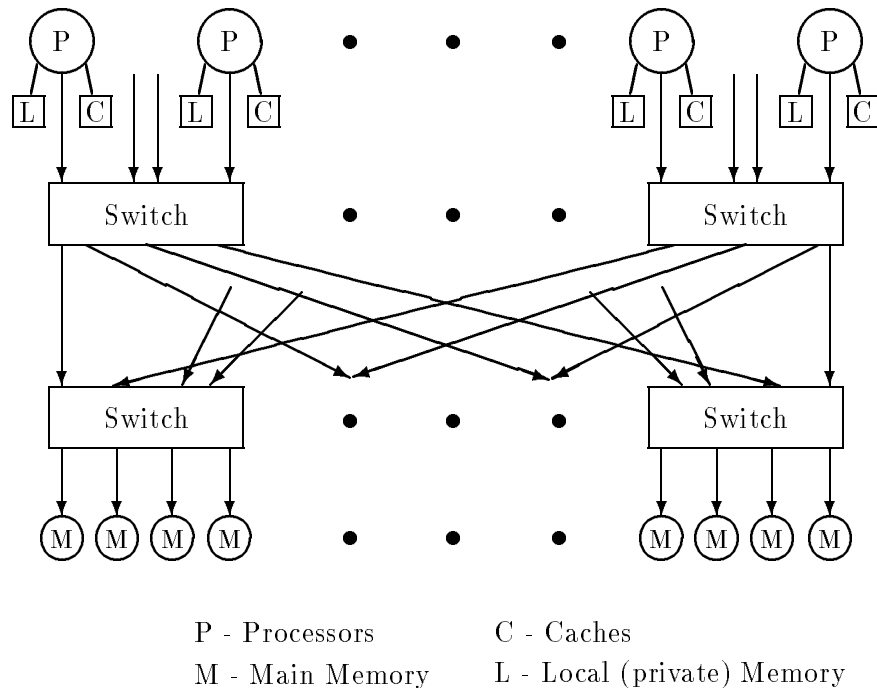 P P P P
L C L C L C L C
Switch Switch
Switch Switch
M M M M M M M M
P - Processors C - Caches
M - Main Memory L - Local (private) Memory